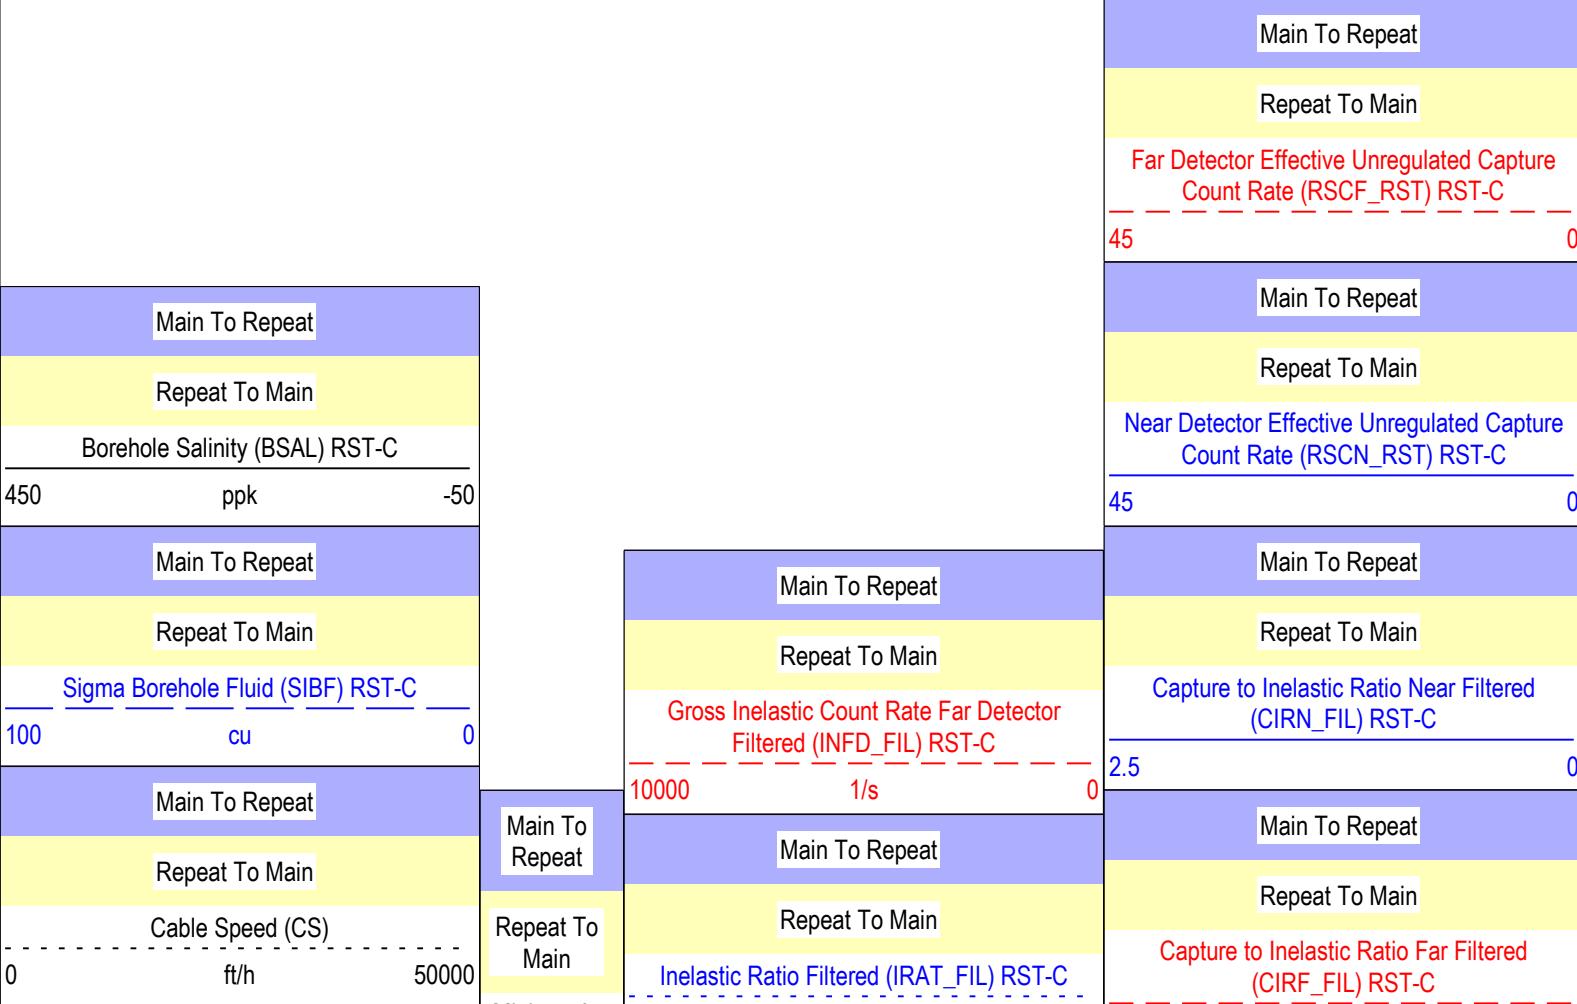 Main To Repeat
Repeat To Main
Borehole Salinity (BSAL) RST-C
450 ppk -50
Main To Repeat
Repeat To Main
Sigma Borehole Fluid (SIBF) RST-C
100 cu 0
Main To Repeat
Repeat To Main
Cable Speed (CS)
0 ft/h 50000
Main To
Repeat
Repeat To
Main
Main To Repeat
Repeat To Main
Gross Inelastic Count Rate Far Detector
Filtered (INFD_FIL) RST-C
10000 1/s 0
Main To Repeat
Repeat To Main
Inelastic Ratio Filtered (IRAT_FIL) RST-C
Main To Repeat
Repeat To Main
Far Detector Effective Unregulated Capture
Count Rate (RSCF_RST) RST-C
45 0
Main To Repeat
Repeat To Main
Near Detector Effective Unregulated Capture
Count Rate (RSCN_RST) RST-C
45 0
Main To Repeat
Repeat To Main
Capture to Inelastic Ratio Near Filtered
(CIRN_FIL) RST-C
2.5 0
Main To Repeat
Repeat To Main
Capture to Inelastic Ratio Far Filtered
(CIRF_FIL) RST-C